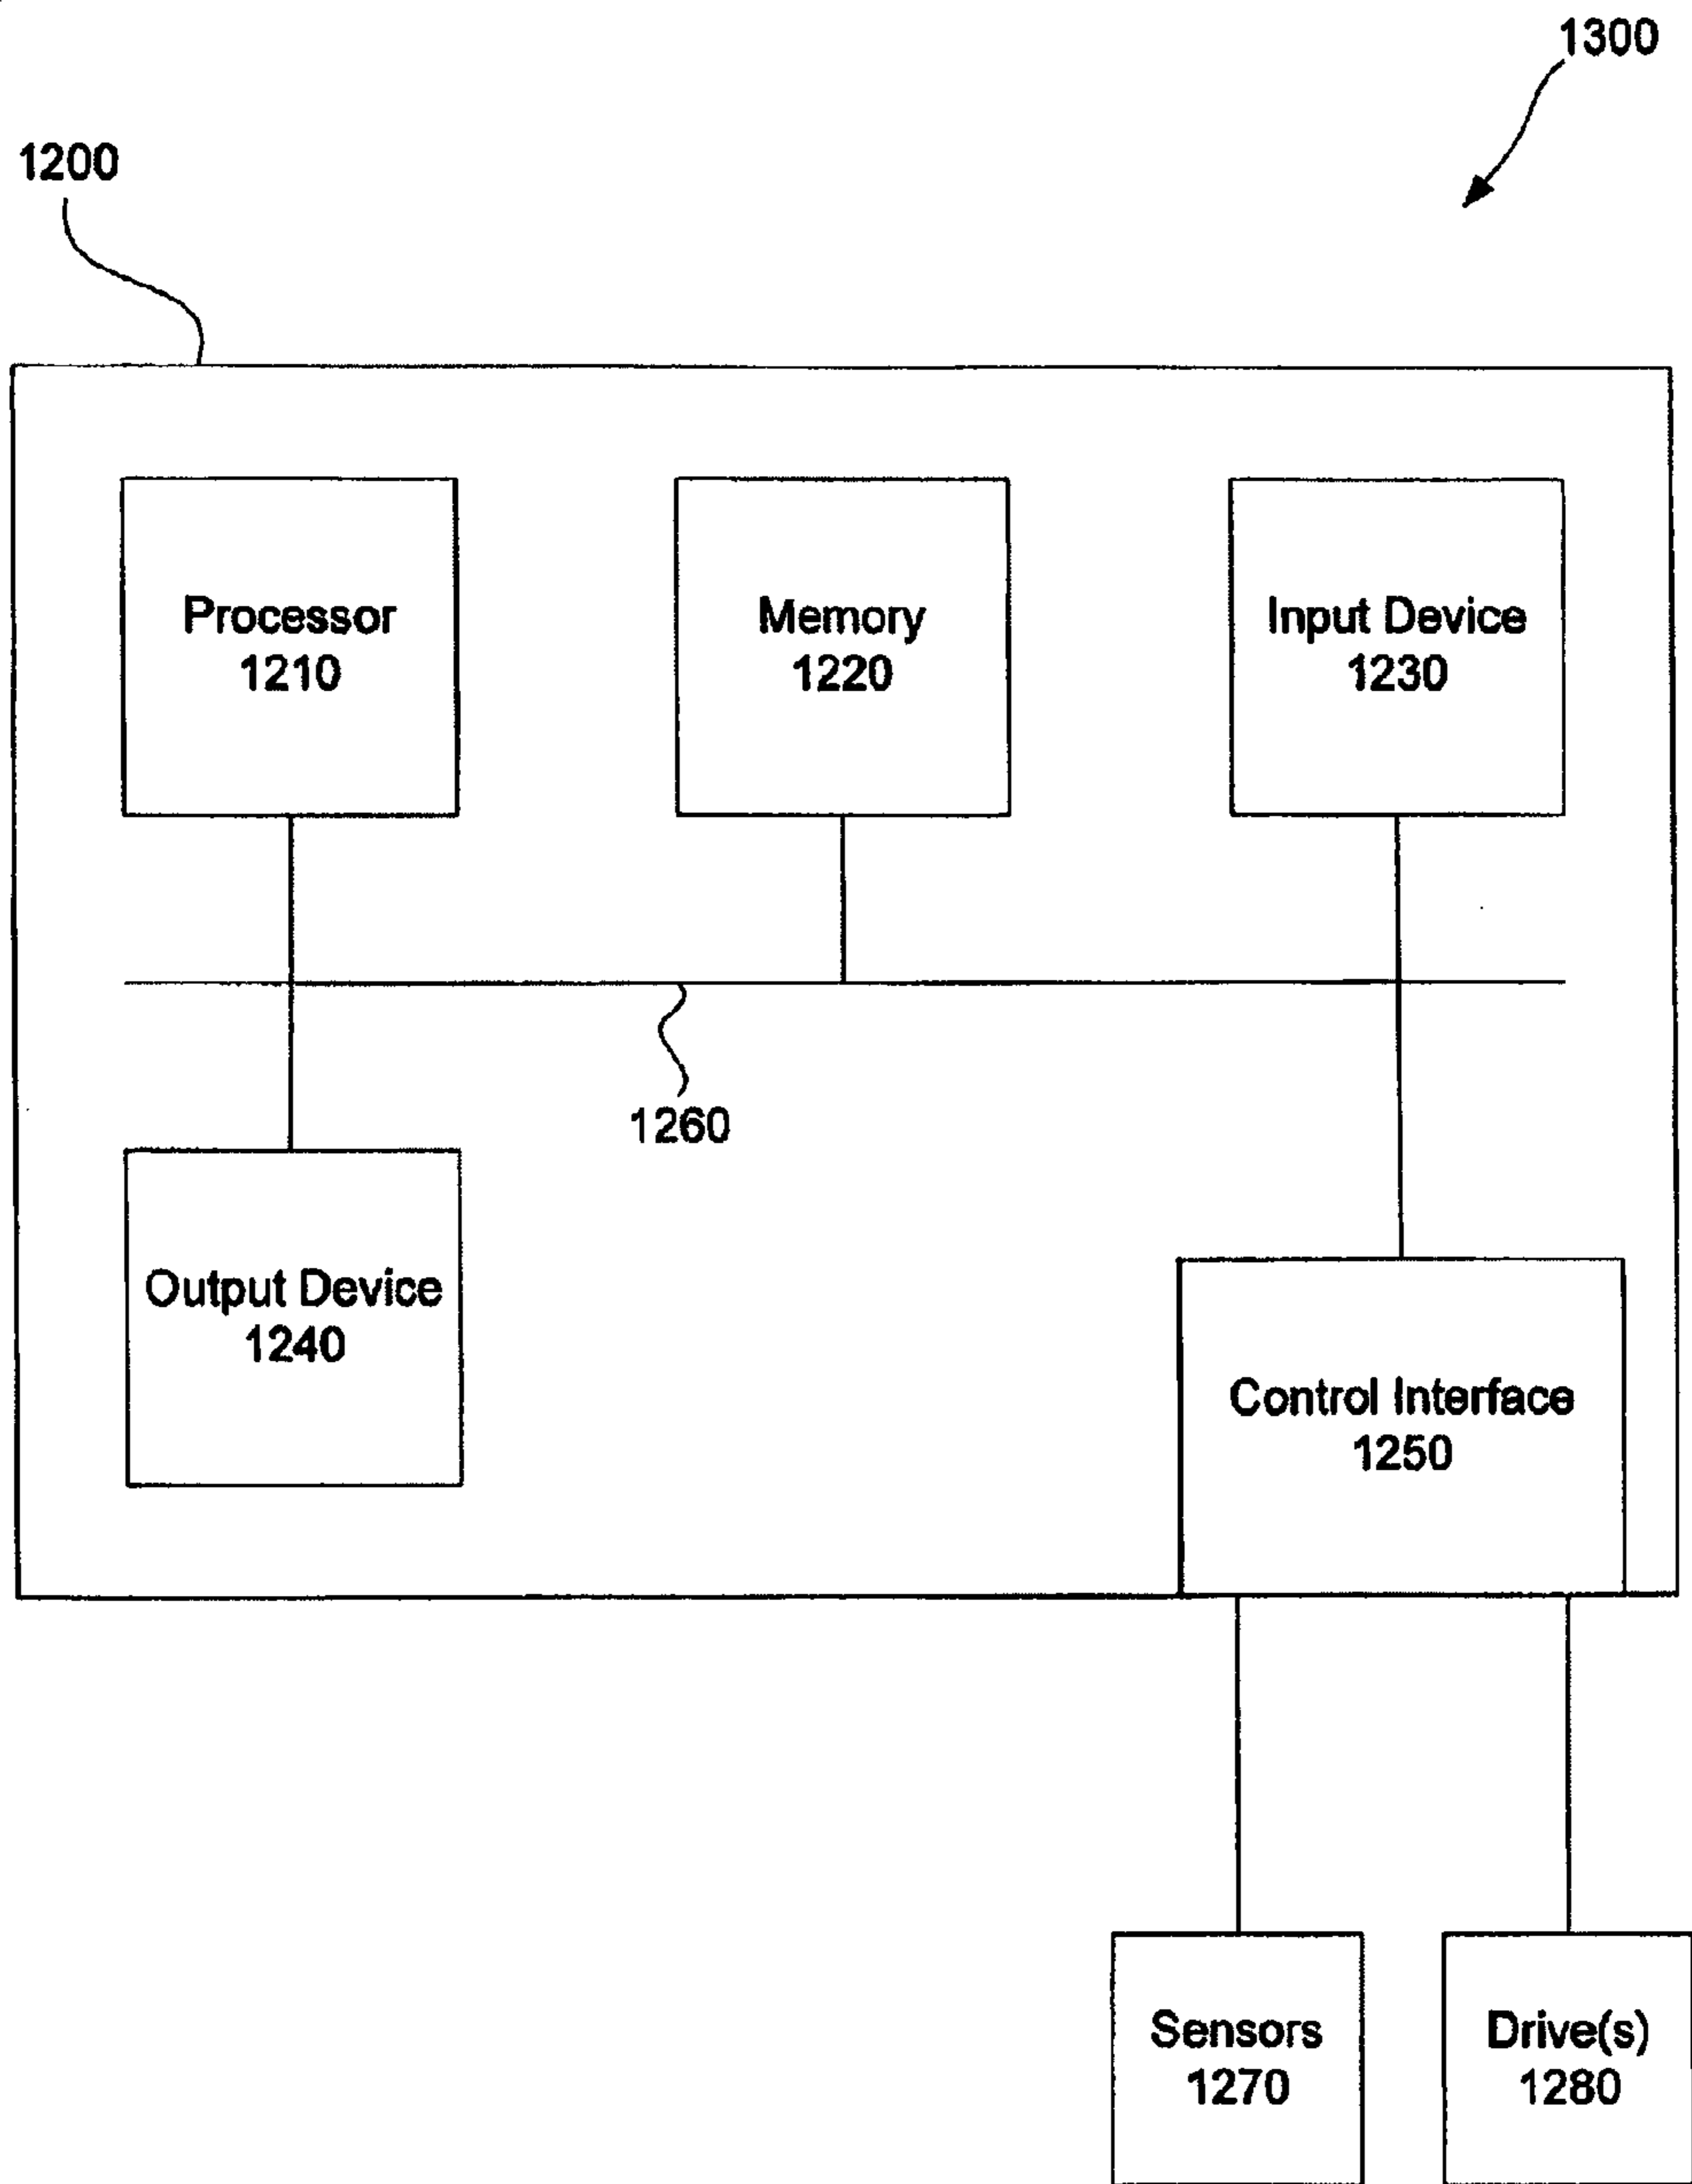 1300
1200
Processor
1210
Memory
1220
Input Device
1230
1260
Output Device
1240
Control Interface
1250
Sensors
1270
Drive(s)
1280